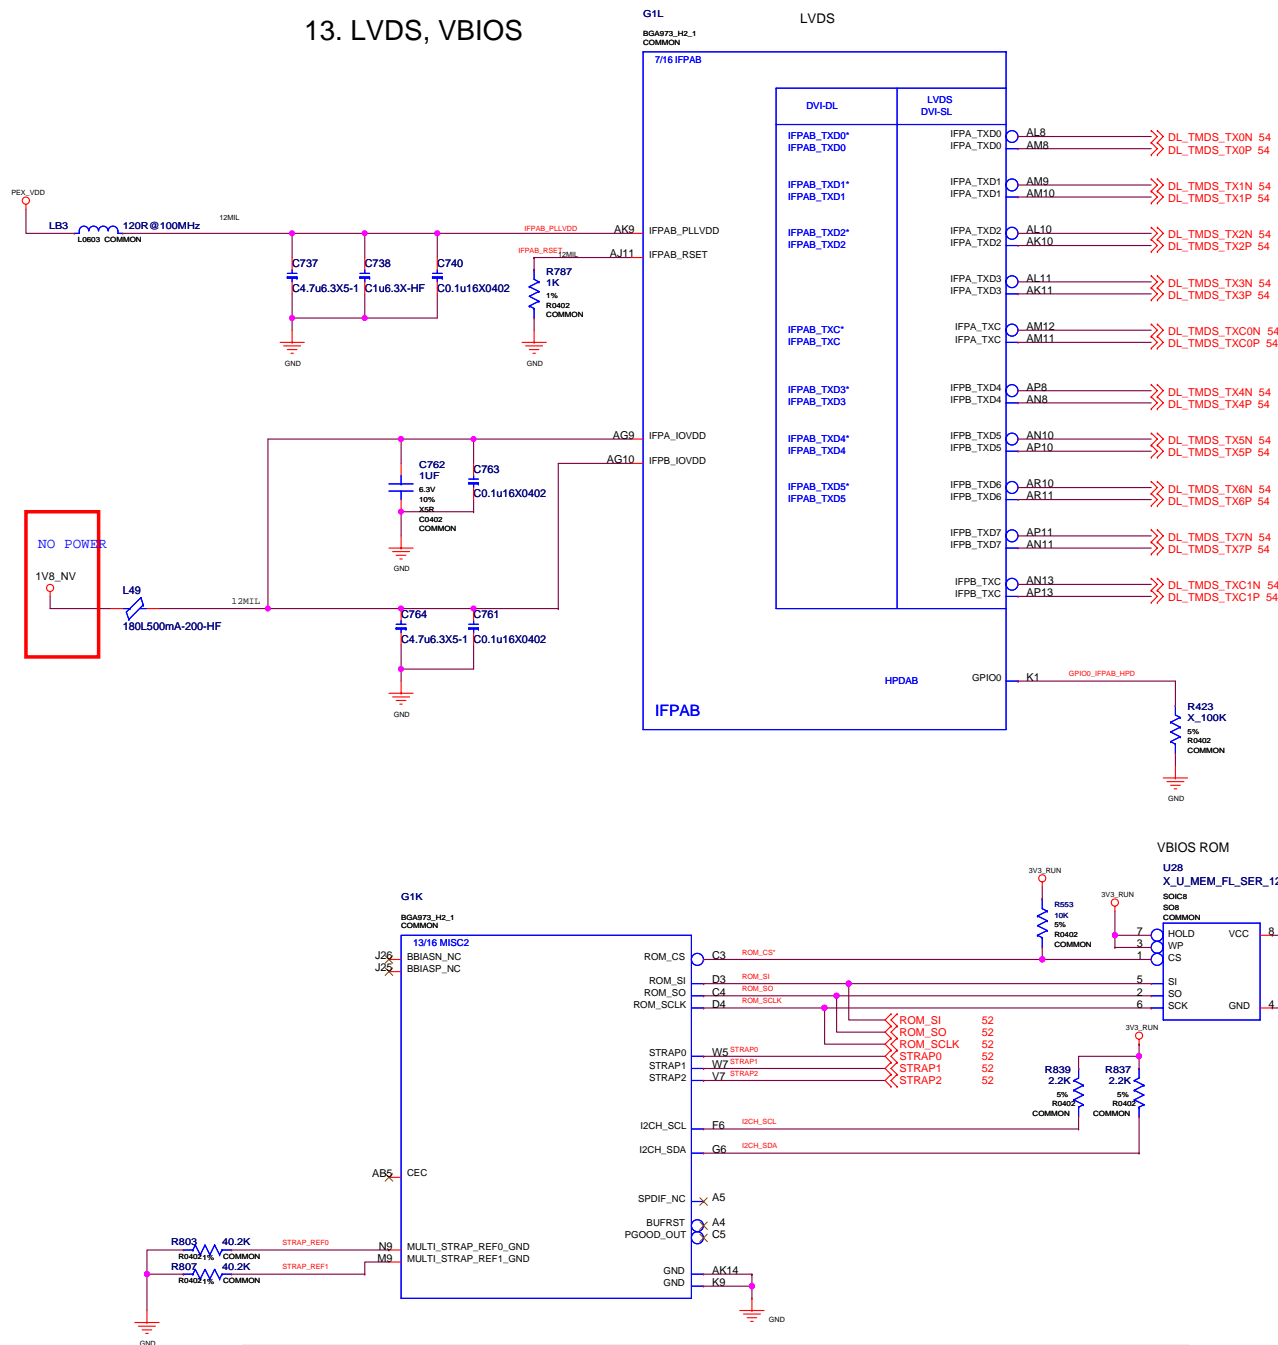 13. LVDS, VBIOS
G1L
LVDS
BGA973_H2_1
COMMON
7/16 IFPAB
DVI-DL
LVDS
DVI-SL
IFPAB_TXD0*
IFPAB_TXD0
IFPA_TXD0
IFPA_TXD0
AL8
AM8
DL_TMDS_TX0N 54
DL_TMDS_TX0P 54
IFPAB_TXD1*
IFPAB_TXD1
IFPA_TXD1
IFPA_TXD1
AM9
AM10
DL_TMDS_TX1N 54
DL_TMDS_TX1P 54
PEX_VDD
LB3
120R@100MHz
L0603 COMMON
12MIL
IFPAB_PLLVDD
AK9
IFPAB_PLLVDD
IFPAB_TXD2*
IFPAB_TXD2
IFPA_TXD2
IFPA_TXD2
AL10
AK10
DL_TMDS_TX2N 54
DL_TMDS_TX2P 54
IFPAB_RSET
12MIL
AJ11
IFPAB_RSET
C737
C4.7u6.3X5-1
C738
C1u6.3X-HF
C740
C0.1u16X0402
R787
1K
1%
R0402
COMMON
GND
GND
IFPA_TXD3
IFPA_TXD3
AL11
AK11
DL_TMDS_TX3N 54
DL_TMDS_TX3P 54
IFPAB_TXC*
IFPAB_TXC
IFPA_TXC
IFPA_TXC
AM12
AM11
DL_TMDS_TXC0N 54
DL_TMDS_TXC0P 54
IFPAB_TXD3*
IFPAB_TXD3
IFPB_TXD4
IFPB_TXD4
AP8
AN8
DL_TMDS_TX4N 54
DL_TMDS_TX4P 54
AG9
IFPA_IOVDD
AG10
IFPB_IOVDD
IFPAB_TXD4*
IFPAB_TXD4
IFPB_TXD5
IFPB_TXD5
AN10
AP10
DL_TMDS_TX5N 54
DL_TMDS_TX5P 54
C762
1UF
6.3V
10%
X5R
C0402
COMMON
C763
C0.1u16X0402
GND
IFPAB_TXD5*
IFPAB_TXD5
IFPB_TXD6
IFPB_TXD6
AR10
AR11
DL_TMDS_TX6N 54
DL_TMDS_TX6P 54
IFPB_TXD7
IFPB_TXD7
AP11
AN11
DL_TMDS_TX7N 54
DL_TMDS_TX7P 54
NO POWER
1V8_NV
L49
180L500mA-200-HF
12MIL
IFPB_TXC
IFPB_TXC
AN13
AP13
DL_TMDS_TXC1N 54
DL_TMDS_TXC1P 54
C764
C4.7u6.3X5-1
C761
C0.1u16X0402
GND
HPDAB
GPIO0
K1
GPIO0_IFPAB_HPD
IFPAB
R423
X_100K
5%
R0402
COMMON
GND
VBIOS ROM
U28
X_U_MEM_FL_SER_12
SOIC8
SO8
COMMON
3V3_RUN
3V3_RUN
R553
10K
5%
R0402
COMMON
7
HOLD
3
WP
1
CS
5
SI
2
SO
6
SCK
VCC
8
GND
4
G1K
BGA973_H2_1
COMMON
13/16 MISC2
J26
BBIASN_NC
J25
BBIASP_NC
ROM_CS
C3
ROM_CS*
ROM_SI
D3
ROM_SI
ROM_SO
C4
ROM_SO
ROM_SCLK
D4
ROM_SCLK
ROM_SI 52
ROM_SO 52
ROM_SCLK 52
STRAP0
W5
STRAP0
STRAP0 52
STRAP1
W7
STRAP1
STRAP1 52
STRAP2
V7
STRAP2
STRAP2 52
3V3_RUN
R839
2.2K
5%
R0402
COMMON
R837
2.2K
5%
R0402
COMMON
I2CH_SCL
F6
I2CH_SCL
I2CH_SDA
G6
I2CH_SDA
AB5
CEC
SPDIF_NC
A5
BUFRST
A4
PGOOD_OUT
C5
R803
40.2K
R0402
1%
COMMON
STRAP_REF0
N9
MULTI_STRAP_REF0_GND
R807
40.2K
R0402
1%
COMMON
STRAP_REF1
M9
MULTI_STRAP_REF1_GND
GND
AK14
GND
K9
GND
GND